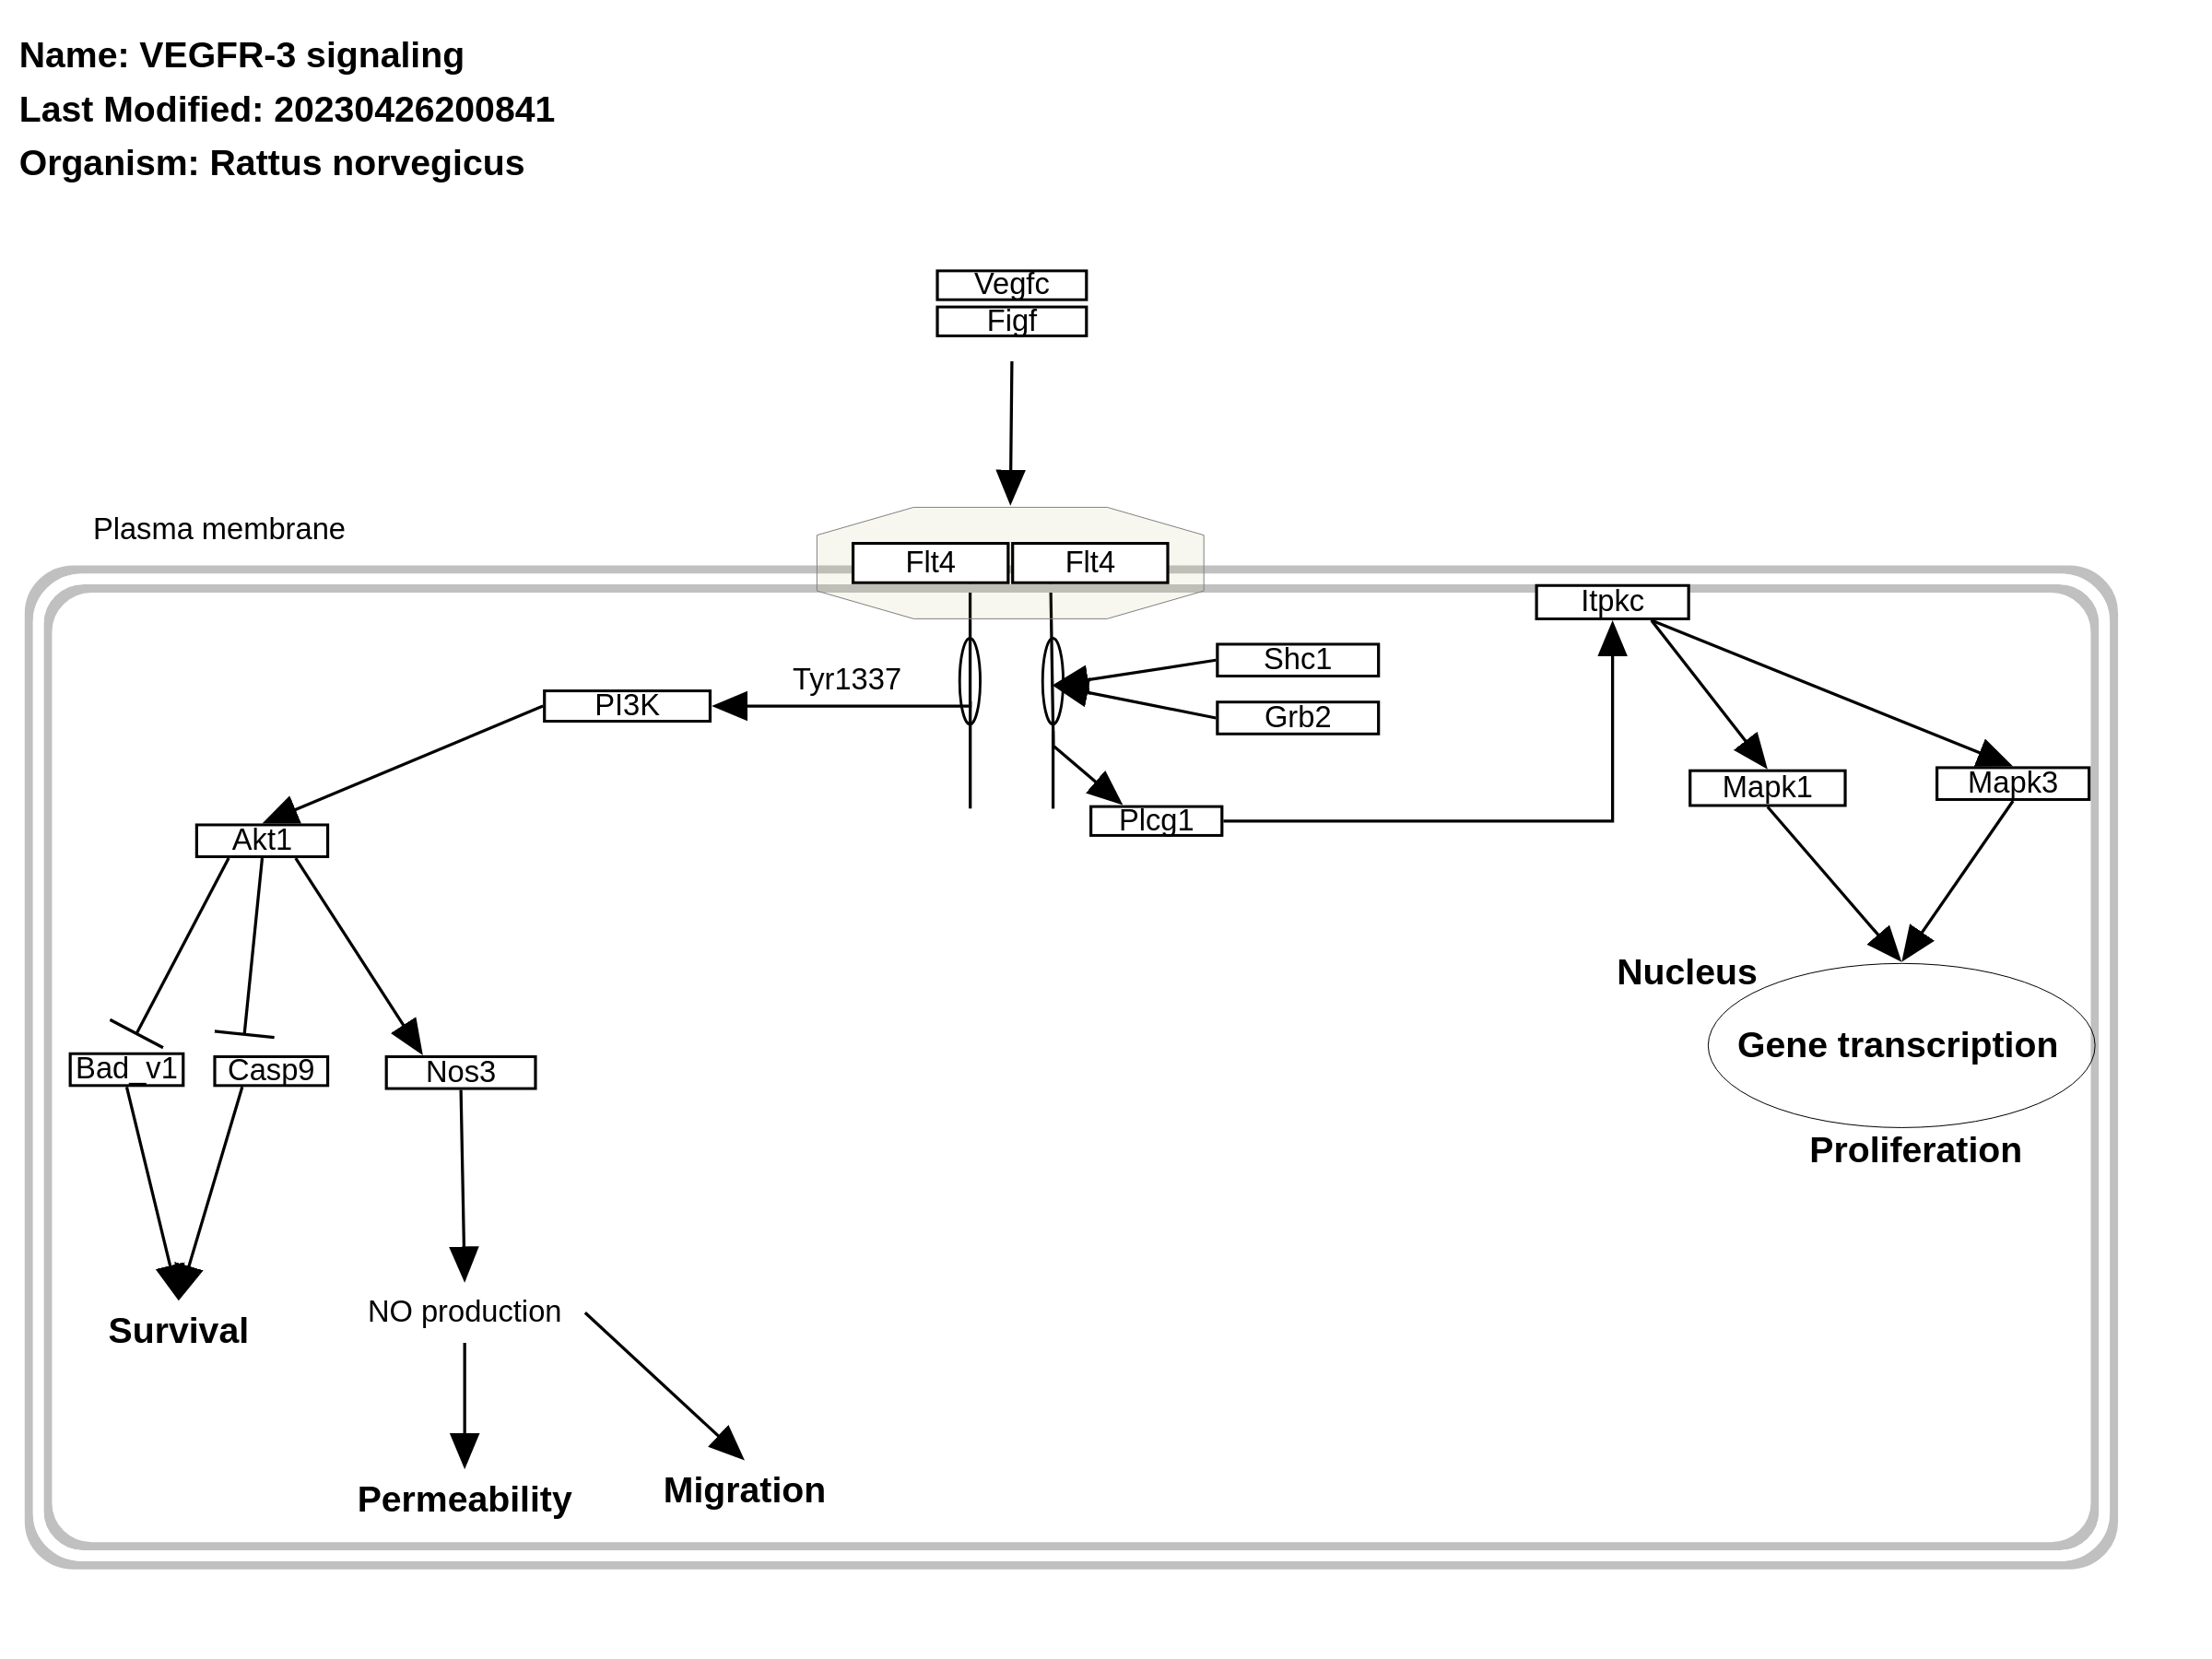 Name: VEGFR-3 signaling
Last Modified: 20230426200841
Organism: Rattus norvegicus
Vegfc
Figf
Plasma membrane
Flt4
Flt4
Itpkc
Shc1
Tyr1337
PI3K
Grb2
Mapk1
Mapk3
Plcg1
Akt1
Nucleus
Gene transcription
Bad_v1
Casp9
Nos3
Proliferation
NO production
Survival
Migration
Permeability